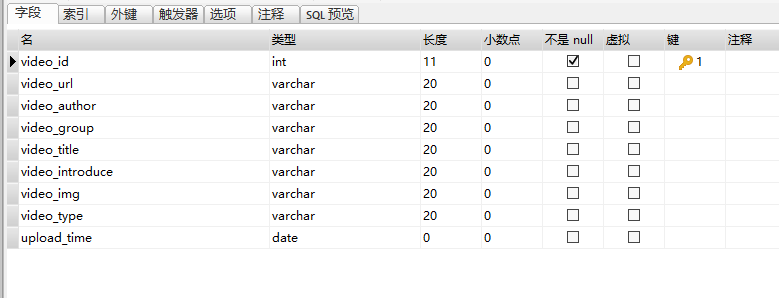 字段 索引 外键 触发器 选项 注释 SQL 预览
名 类型 长度 小数点 不是 null 虚拟 键 注释
video_id int 11 0 1
video_url varchar 20 0
video_author varchar 20 0
video_group varchar 20 0
video_title varchar 20 0
video_introduce varchar 20 0
video_img varchar 20 0
video_type varchar 20 0
upload_time date 0 0